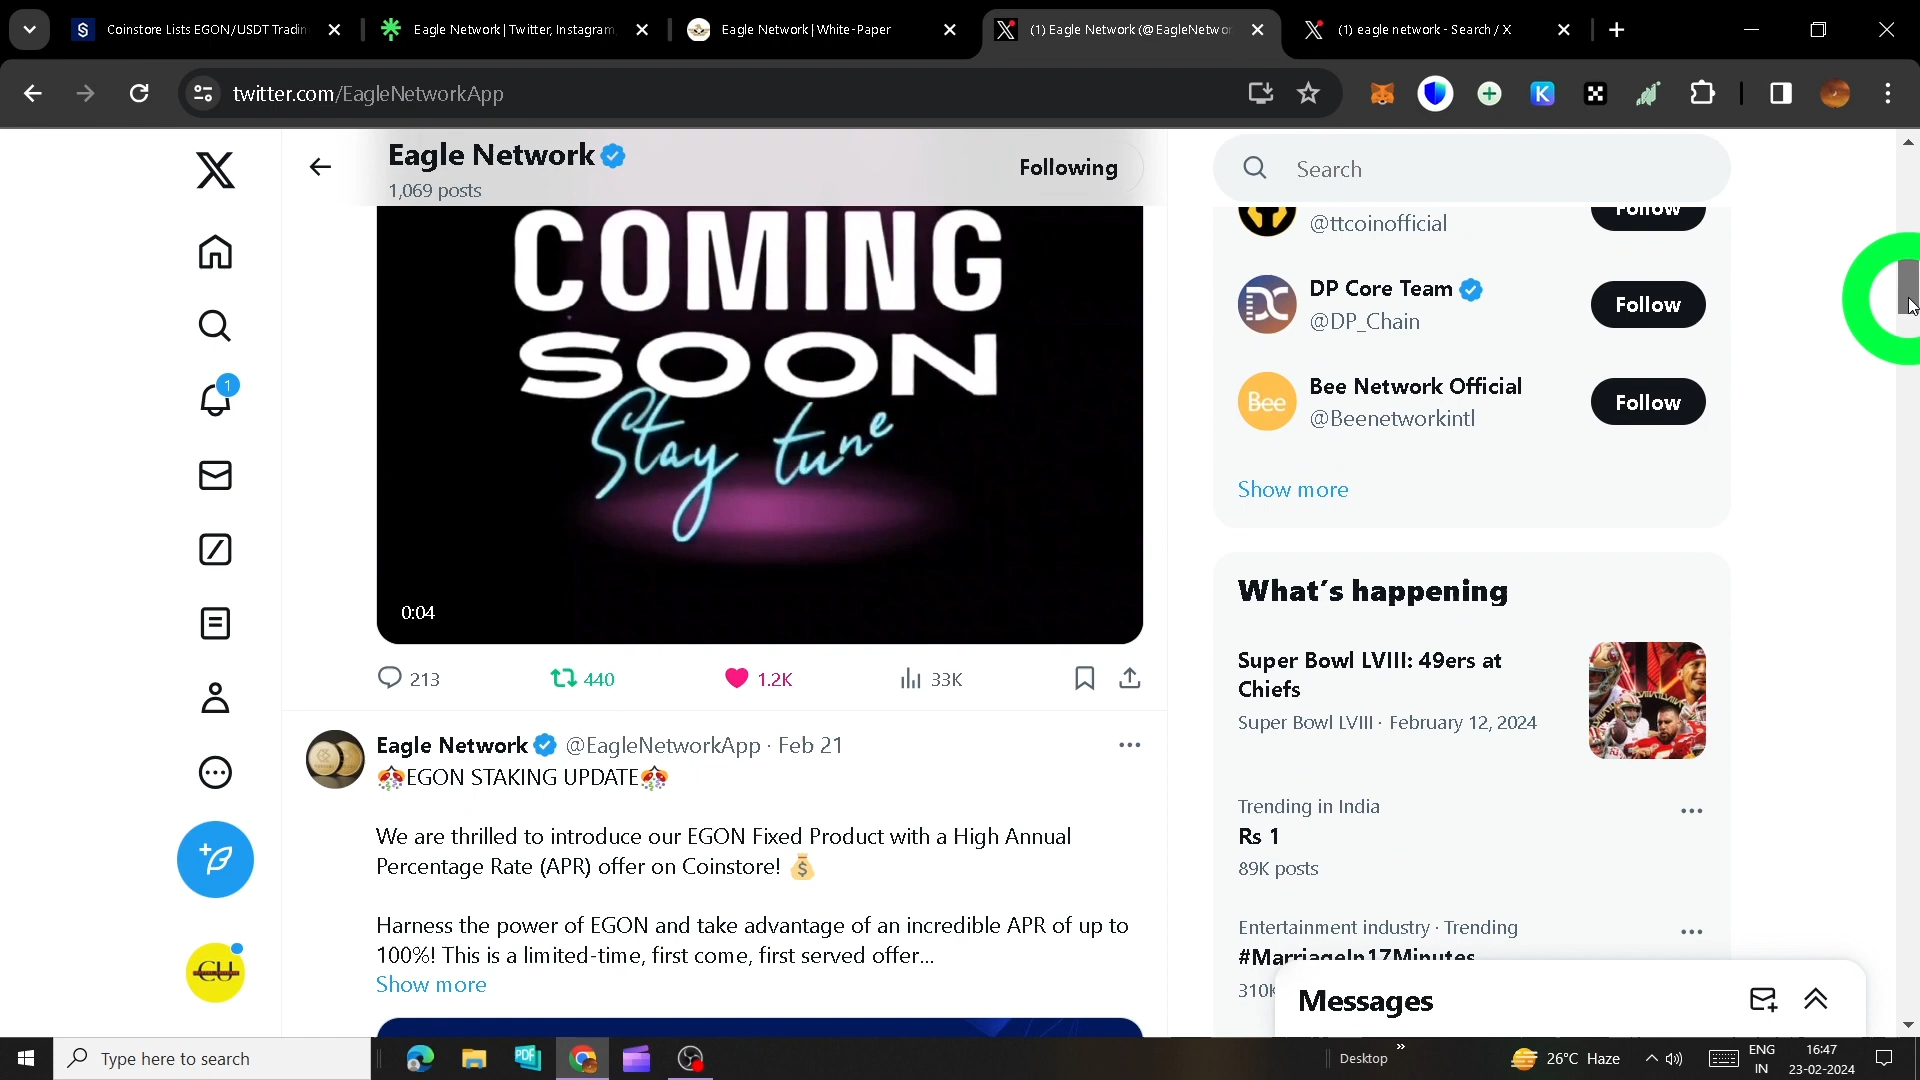 Coinstore Lists EGON/USDT Tradin
Eagle Network | Twitter, Instagram,
Eagle Network | White-Paper
(1) Eagle Network (@EagleNetwor
(1) eagle network - Search / X
twitter.com/EagleNetworkApp
Eagle Network
1,069 posts
Following
COMING
SOON
Stay tune
0:04
213
440
1.2K
33K
Eagle Network @EagleNetworkApp · Feb 21
EGON STAKING UPDATE
We are thrilled to introduce our EGON Fixed Product with a High Annual
Percentage Rate (APR) offer on Coinstore!
Harness the power of EGON and take advantage of an incredible APR of up to
100%! This is a limited-time, first come, first served offer...
Show more
Search
@ttcoinofficial
Follow
DP Core Team
@DP_Chain
Follow
Bee
Bee Network Official
@Beenetworkintl
Follow
Show more
What's happening
Super Bowl LVIII: 49ers at
Chiefs
Super Bowl LVIII · February 12, 2024
Trending in India
Rs 1
89K posts
Entertainment industry · Trending
#MarriageIn17Minutes
310K
Messages
1
CU
Type here to search
Desktop
26°C Haze
ENG
IN
16:47
23-02-2024